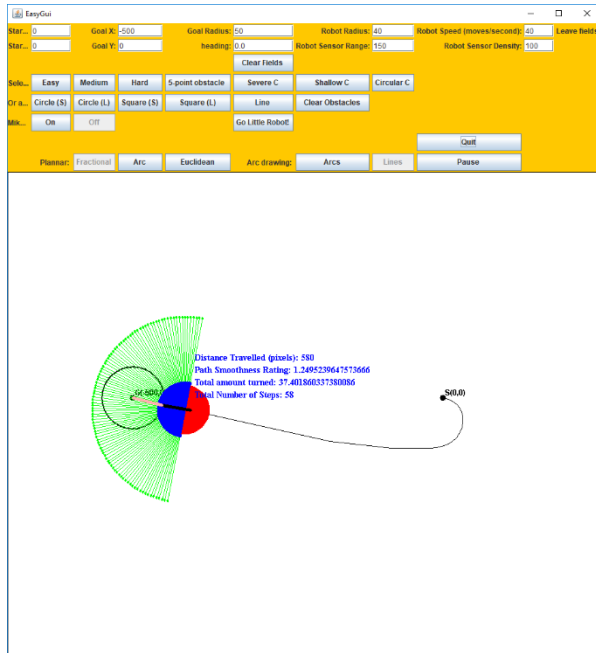 EasyGui
Star... 0 Goal X: -500 Goal Radius: 50 Robot Radius: 40 Robot Speed (moves/second): 40 Leave fields
Star... 0 Goal Y: 0 heading: 0.0 Robot Sensor Range: 150 Robot Sensor Density: 100
Clear Fields
Sele... Easy Medium Hard 5-point obstacle Severe C Shallow C Circular C
Or a... Circle (S) Circle (L) Square (S) Square (L) Line Clear Obstacles
Mik... On Off Go Little Robot!
Quit
Plannar: Fractional Arc Euclidean Arc drawing: Arcs Lines Pause
Distance Travelled (pixels): 580
Path Smoothness Rating: 1.2495239647573666
Total amount turned: 37.401860337380086
Total Number of Steps: 58
S(0,0)